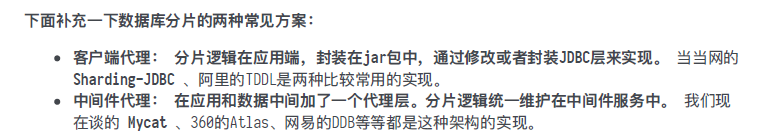 下面补充一下数据库分片的两种常见方案：
• 客户端代理： 分片逻辑在应用端，封装在jar包中，通过修改或者封装JDBC层来实现。 当当网的
Sharding-JDBC 、阿里的TDDL是两种比较常用的实现。
• 中间件代理： 在应用和数据中间加了一个代理层。分片逻辑统一维护在中间件服务中。 我们现
在谈的 Mycat 、360的Atlas、网易的DDB等等都是这种架构的实现。